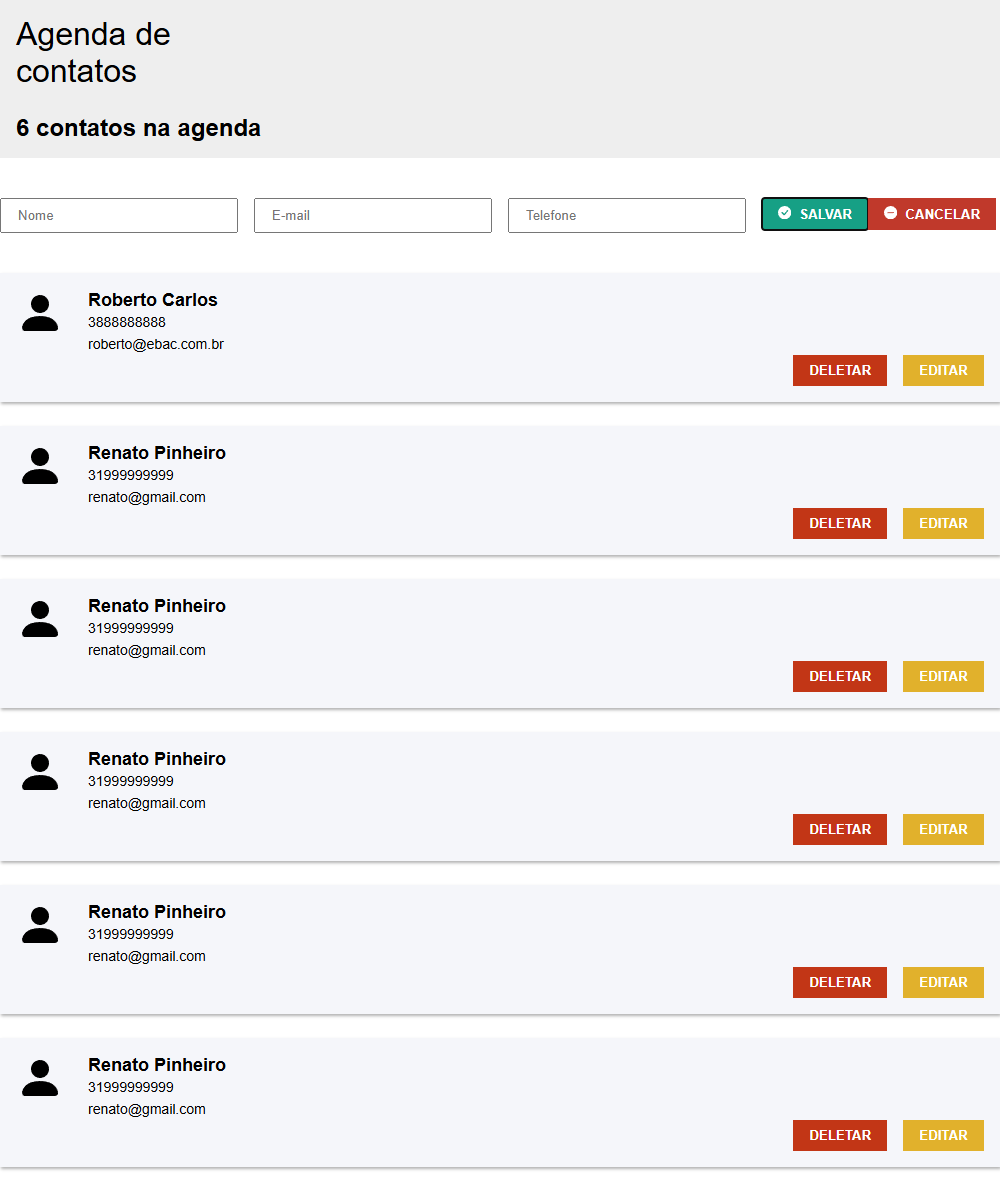 Agenda de
contatos
6 contatos na agenda
Nome E-mail Telefone SALVAR CANCELAR
Roberto Carlos
3888888888
roberto@ebac.com.br
DELETAR EDITAR
Renato Pinheiro
31999999999
renato@gmail.com
DELETAR EDITAR
Renato Pinheiro
31999999999
renato@gmail.com
DELETAR EDITAR
Renato Pinheiro
31999999999
renato@gmail.com
DELETAR EDITAR
Renato Pinheiro
31999999999
renato@gmail.com
DELETAR EDITAR
Renato Pinheiro
31999999999
renato@gmail.com
DELETAR EDITAR